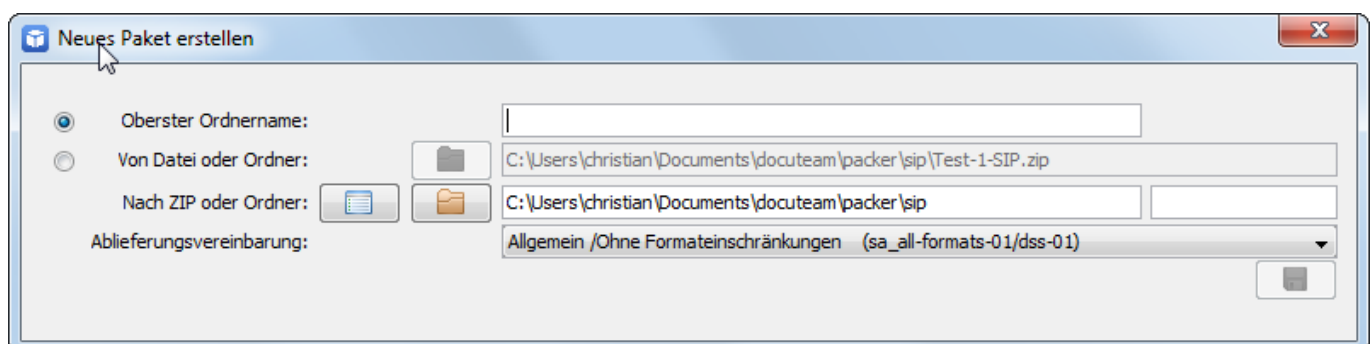 Neues Paket erstellen
Oberster Ordnername:
Von Datei oder Ordner: C:\Users\christian\Documents\docuteam\packer\sip\Test-1-SIP.zip
Nach ZIP oder Ordner: C:\Users\christian\Documents\docuteam\packer\sip
Ablieferungsvereinbarung: Allgemein /Ohne Formateinschränkungen (sa_all-formats-01/dss-01)